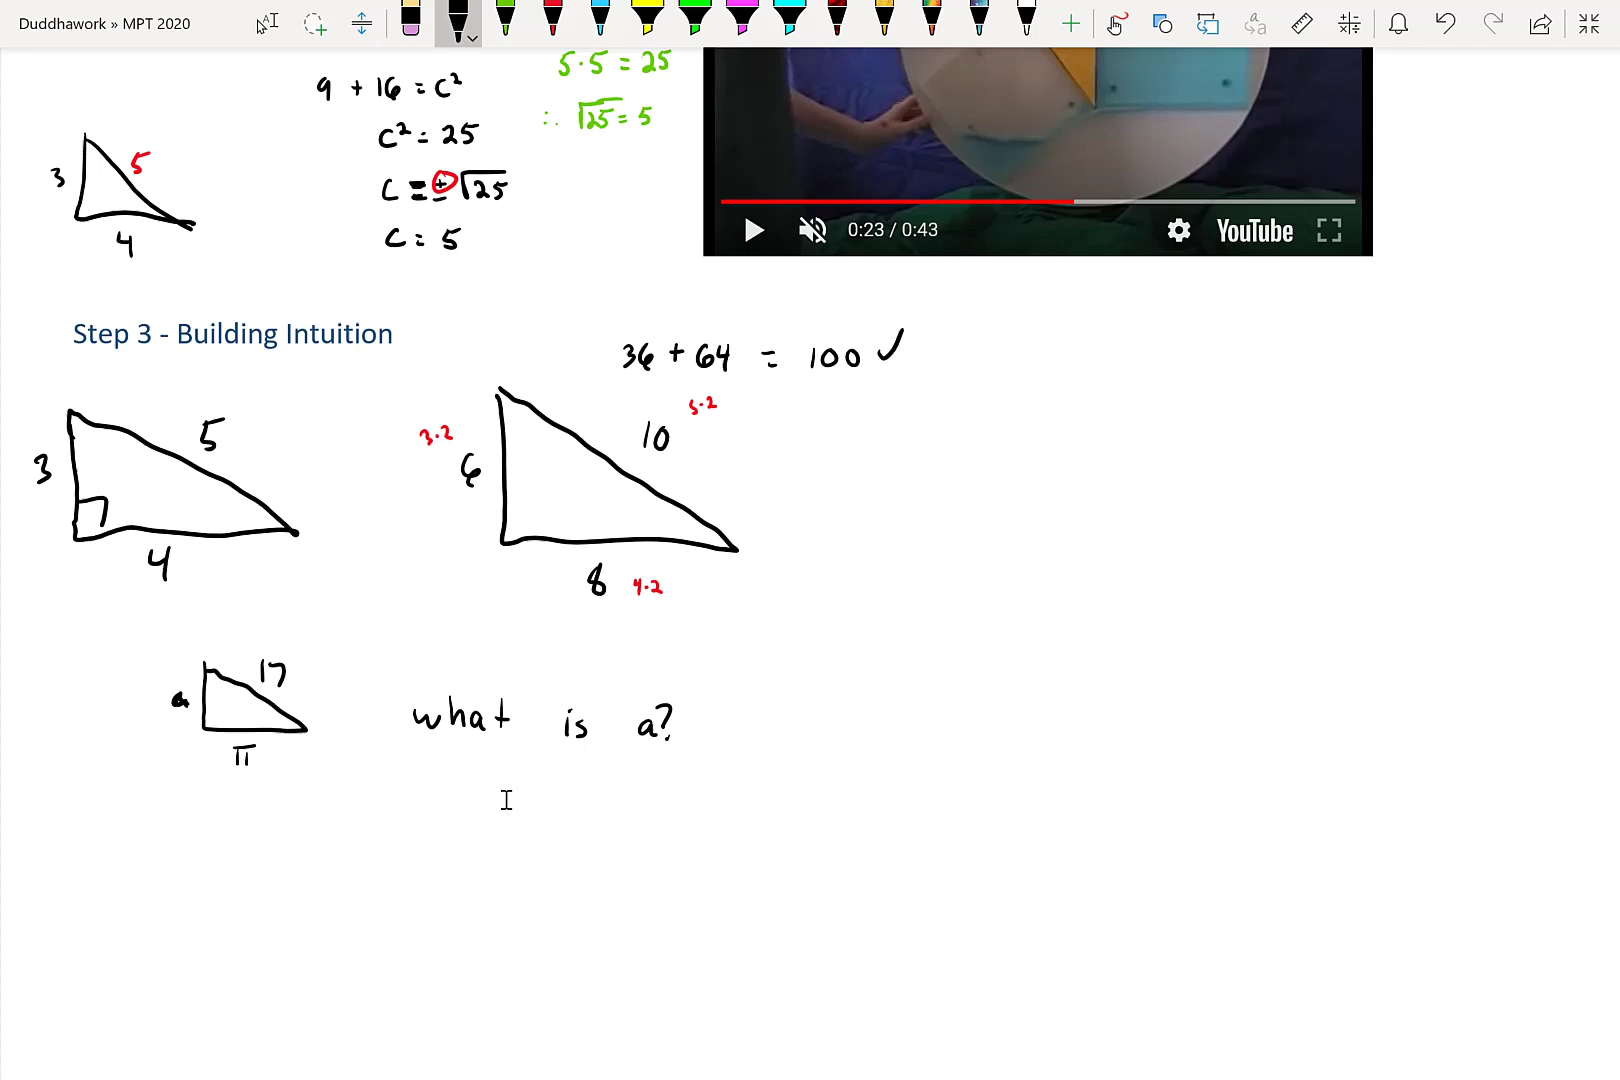 Duddhawork » MPT 2020
9 + 16 = c²
c² = 25
c = ± √25
c = 5
5·5 = 25
∴ √25 = 5
3
5
4
0:23 / 0:43
YouTube
Step 3 - Building Intuition
36 + 64 = 100 ✓
3
5
4
3·2
6
5·2
10
8
4·2
a
17
π
what is a?